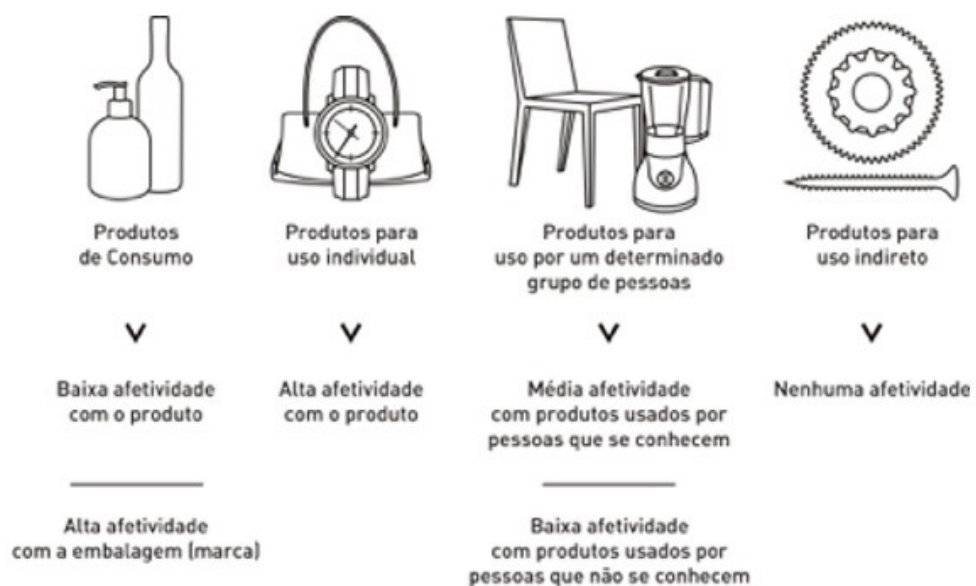 Produtos
de Consumo
Baixa afetividade
com o produto
Alta afetividade
com a embalagem (marca)
Produtos para
uso individual
Alta afetividade
com o produto
Produtos para
uso por um determinado
grupo de pessoas
Média afetividade
com produtos usados por
pessoas que se conhecem
Baixa afetividade
com produtos usados por
pessoas que não se conhecem
Produtos para
uso indireto
Nenhuma afetividade